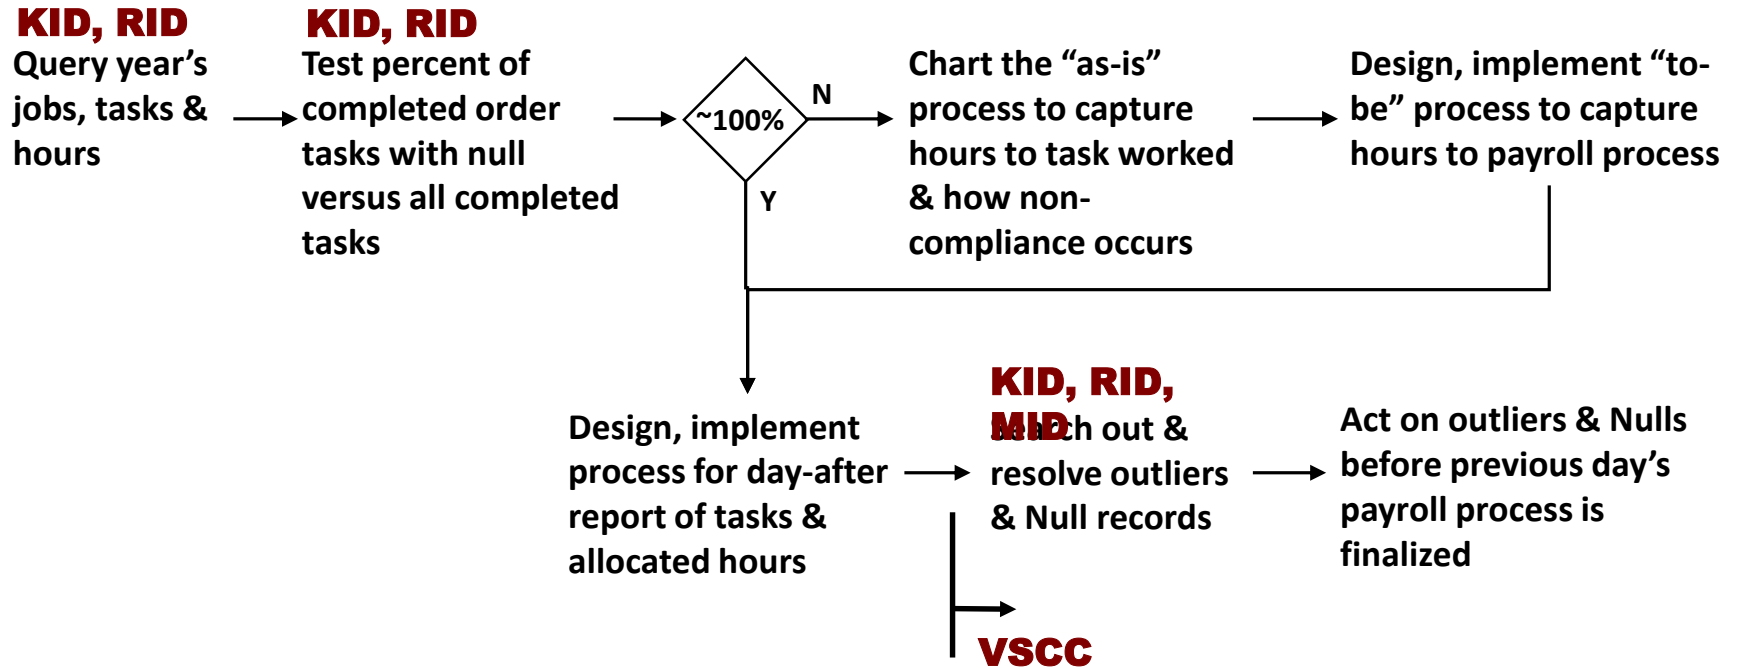 KID, RID
Query year’s
jobs, tasks &
hours
KID, RID
Test percent of
completed order
tasks with null
versus all completed
tasks
~100%
N
Y
Chart the “as-is”
process to capture
hours to task worked
& how non-
compliance occurs
Design, implement “to-
be” process to capture
hours to payroll process
Design, implement
process for day-after
report of tasks &
allocated hours
KID, RID,
MID
Search out &
resolve outliers
& Null records
VSCC
Act on outliers & Nulls
before previous day’s
payroll process is
finalized